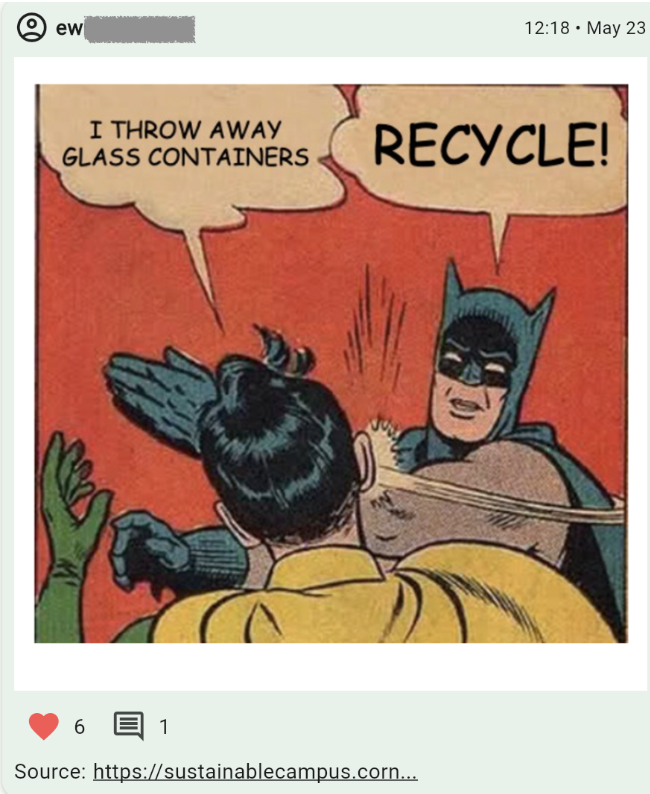 ew
12:18 • May 23
I THROW AWAY
GLASS CONTAINERS
RECYCLE!
6
1
Source: https://sustainablecampus.corn...